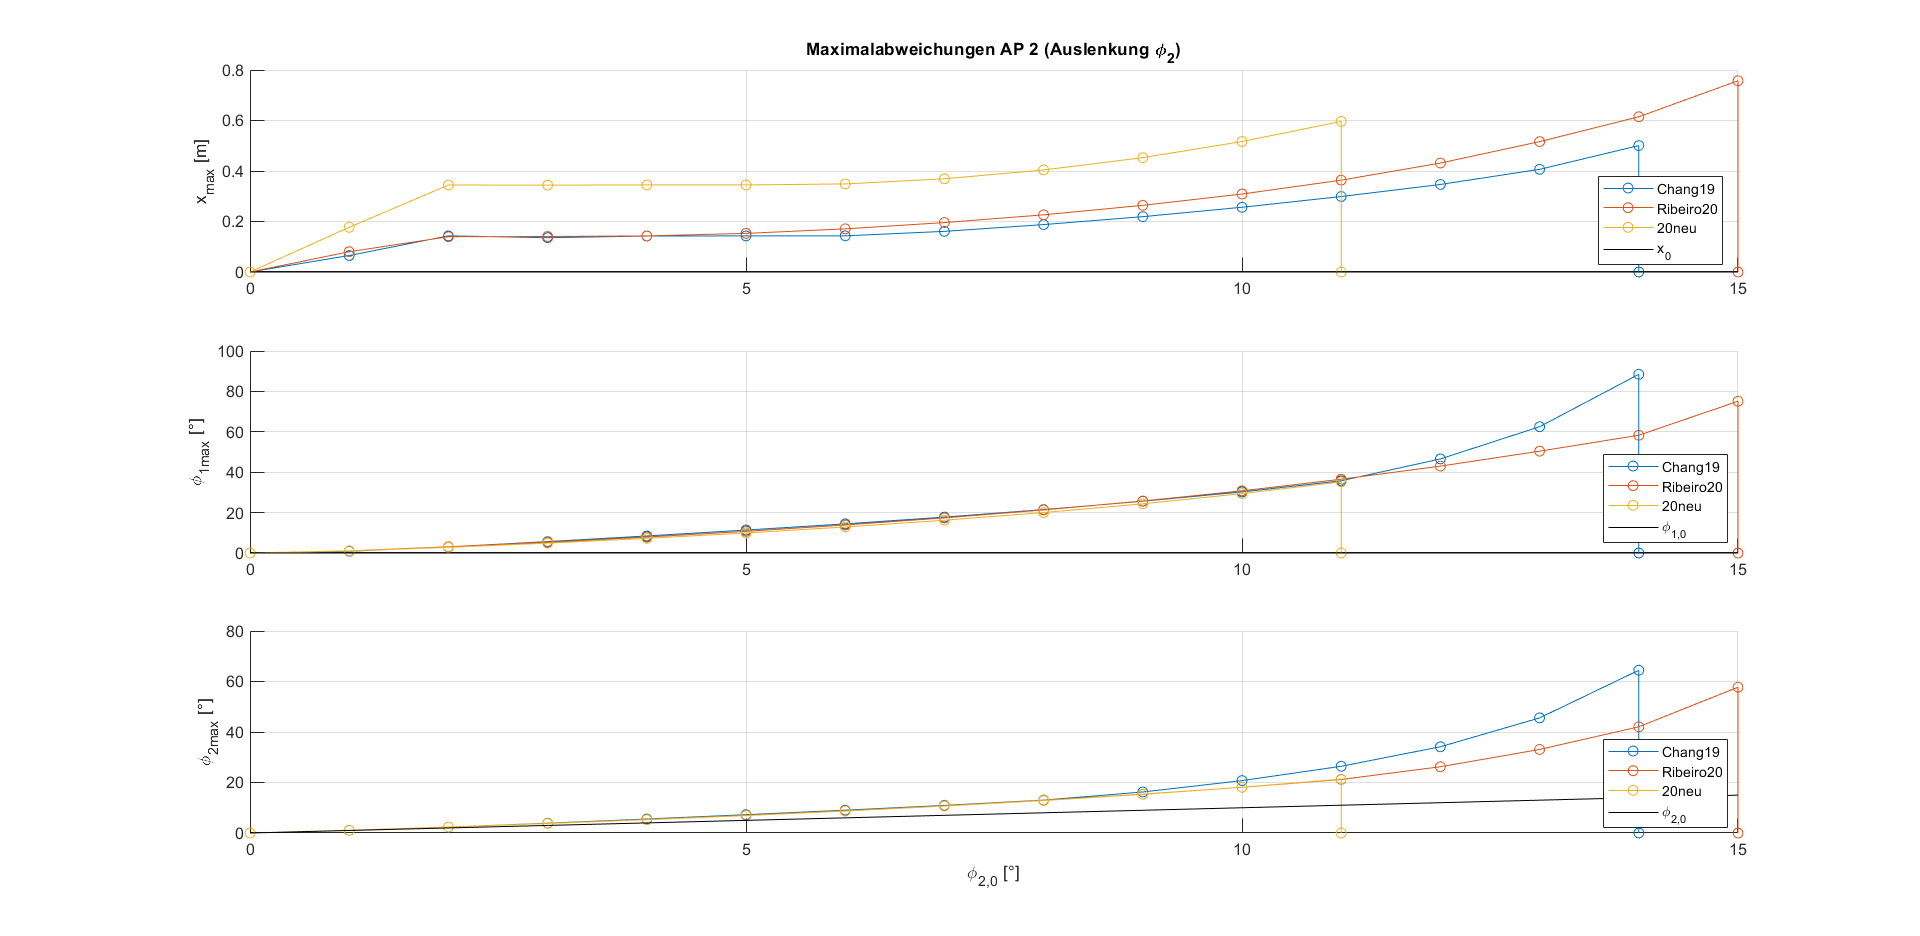 Maximalabweichungen AP 2 (Auslenkung ϕ2)
0.8
0.6
0.4
0.2
0
xmax [m]
0 5 10 15
Chang19
Ribeiro20
20neu
x0
100
80
60
40
20
0
ϕ1max [°]
0 5 10 15
Chang19
Ribeiro20
20neu
ϕ1,0
80
60
40
20
0
ϕ2max [°]
0 5 10 15
Chang19
Ribeiro20
20neu
ϕ2,0
ϕ2,0 [°]